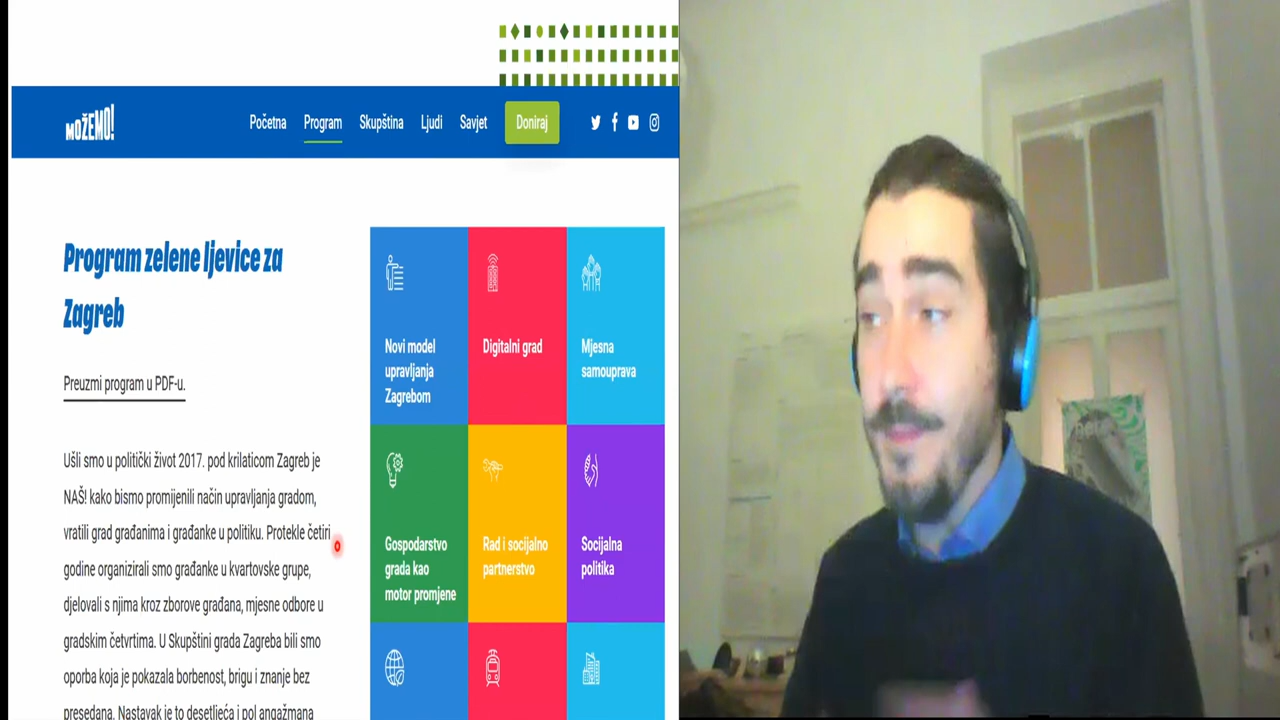 MOŽEMO!
Početna Program Skupština Ljudi Savjet Doniraj
Program zelene ljevice za
Zagreb
Preuzmi program u PDF-u.
Ušli smo u politički život 2017. pod krilaticom Zagreb je
NAŠ! kako bismo promijenili način upravljanja gradom,
vratili grad građanima i građanke u politiku. Protekle četiri
godine organizirali smo građanke u kvartovske grupe,
djelovali s njima kroz zborove građana, mjesne odbore u
gradskim četvrtima. U Skupštini grada Zagreba bili smo
oporba koja je pokazala borbenost, brigu i znanje bez
presedana. Nastavak je to desetljeća i pol angažmana
Novi model
upravljanja
Zagrebom
Digitalni grad
Mjesna
samouprava
Gospodarstvo
grada kao
motor promjene
Rad i socijalno
partnerstvo
Socijalna
politika